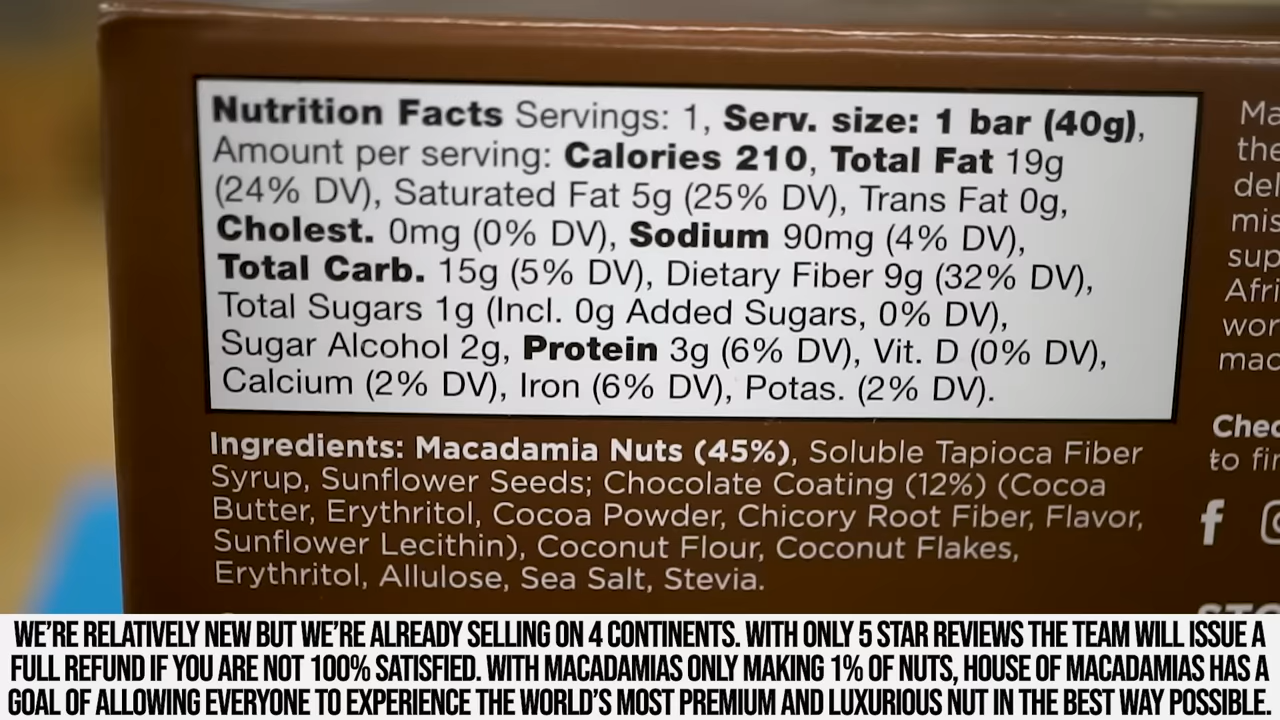 Nutrition Facts Servings: 1, Serv. size: 1 bar (40g),
Amount per serving: Calories 210, Total Fat 19g
(24% DV), Saturated Fat 5g (25% DV), Trans Fat 0g,
Cholest. 0mg (0% DV), Sodium 90mg (4% DV),
Total Carb. 15g (5% DV), Dietary Fiber 9g (32% DV),
Total Sugars 1g (Incl. 0g Added Sugars, 0% DV),
Sugar Alcohol 2g, Protein 3g (6% DV), Vit. D (0% DV),
Calcium (2% DV), Iron (6% DV), Potas. (2% DV).
Ingredients: Macadamia Nuts (45%), Soluble Tapioca Fiber
Syrup, Sunflower Seeds; Chocolate Coating (12%) (Cocoa
Butter, Erythritol, Cocoa Powder, Chicory Root Fiber, Flavor,
Sunflower Lecithin), Coconut Flour, Coconut Flakes,
Erythritol, Allulose, Sea Salt, Stevia.
to
f
WE'RE RELATIVELY NEW BUT WE'RE ALREADY SELLING ON 4 CONTINENTS. WITH ONLY 5 STAR REVIEWS THE TEAM WILL ISSUE A
FULL REFUND IF YOU ARE NOT 100% SATISFIED. WITH MACADAMIAS ONLY MAKING 1% OF NUTS, HOUSE OF MACADAMIAS HAS A
GOAL OF ALLOWING EVERYONE TO EXPERIENCE THE WORLD'S MOST PREMIUM AND LUXURIOUS NUT IN THE BEST WAY POSSIBLE.